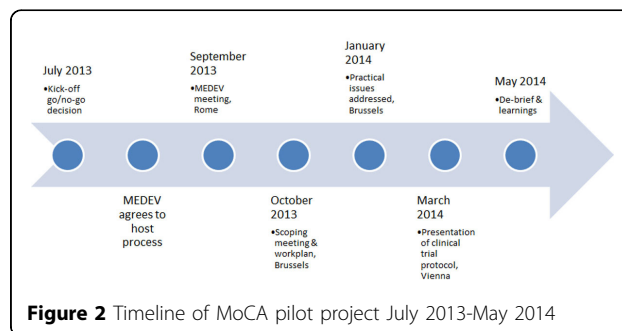 July 2013
•Kick-off
go/no-go
decision
MEDEV
agrees to
host
process
September
2013
•MEDEV
meeting,
Rome
October
2013
•Scoping
meeting &
workplan,
Brussels
January
2014
•Practical
issues
addressed,
Brussels
March
2014
•Presentation
of clinical
trial
protocol,
Vienna
May 2014
•De-brief &
learnings
Figure 2 Timeline of MoCA pilot project July 2013-May 2014